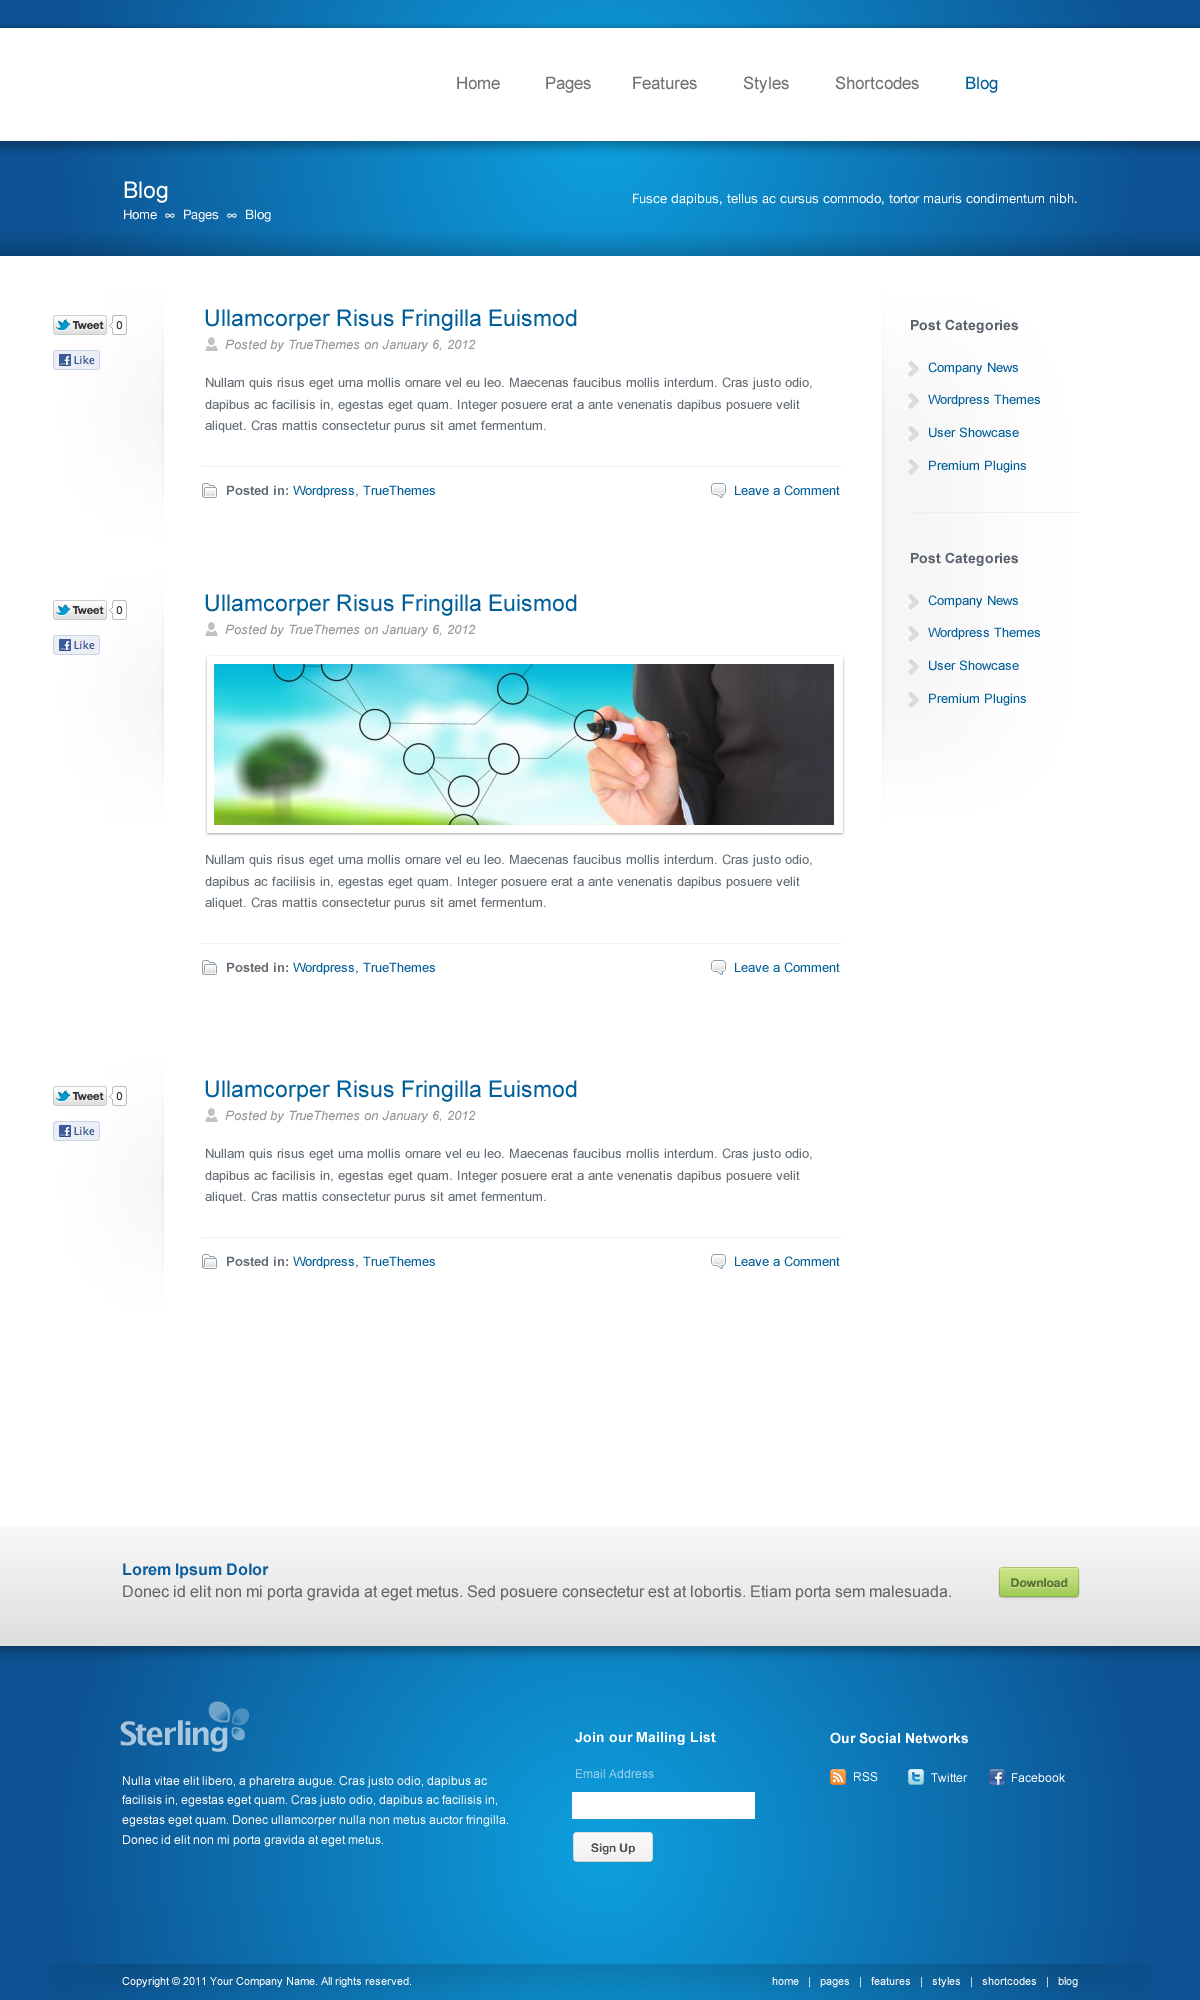 Home Pages Features Styles Shortcodes Blog
Blog
Home ∞ Pages ∞ Blog
Fusce dapibus, tellus ac cursus commodo, tortor mauris condimentum nibh.
Tweet 0
Like
Ullamcorper Risus Fringilla Euismod
Posted by TrueThemes on January 6, 2012
Nullam quis risus eget urna mollis ornare vel eu leo. Maecenas faucibus mollis interdum. Cras justo odio,
dapibus ac facilisis in, egestas eget quam. Integer posuere erat a ante venenatis dapibus posuere velit
aliquet. Cras mattis consectetur purus sit amet fermentum.
Posted in: Wordpress, TrueThemes
Leave a Comment
Tweet 0
Like
Ullamcorper Risus Fringilla Euismod
Posted by TrueThemes on January 6, 2012
Nullam quis risus eget urna mollis ornare vel eu leo. Maecenas faucibus mollis interdum. Cras justo odio,
dapibus ac facilisis in, egestas eget quam. Integer posuere erat a ante venenatis dapibus posuere velit
aliquet. Cras mattis consectetur purus sit amet fermentum.
Posted in: Wordpress, TrueThemes
Leave a Comment
Tweet 0
Like
Ullamcorper Risus Fringilla Euismod
Posted by TrueThemes on January 6, 2012
Nullam quis risus eget urna mollis ornare vel eu leo. Maecenas faucibus mollis interdum. Cras justo odio,
dapibus ac facilisis in, egestas eget quam. Integer posuere erat a ante venenatis dapibus posuere velit
aliquet. Cras mattis consectetur purus sit amet fermentum.
Posted in: Wordpress, TrueThemes
Leave a Comment
Post Categories
Company News
Wordpress Themes
User Showcase
Premium Plugins
Post Categories
Company News
Wordpress Themes
User Showcase
Premium Plugins
Lorem Ipsum Dolor
Donec id elit non mi porta gravida at eget metus. Sed posuere consectetur est at lobortis. Etiam porta sem malesuada.
Download
Sterling
Nulla vitae elit libero, a pharetra augue. Cras justo odio, dapibus ac
facilisis in, egestas eget quam. Cras justo odio, dapibus ac facilisis in,
egestas eget quam. Donec ullamcorper nulla non metus auctor fringilla.
Donec id elit non mi porta gravida at eget metus.
Join our Mailing List
Email Address
Sign Up
Our Social Networks
RSS Twitter Facebook
Copyright © 2011 Your Company Name. All rights reserved.
home | pages | features | styles | shortcodes | blog